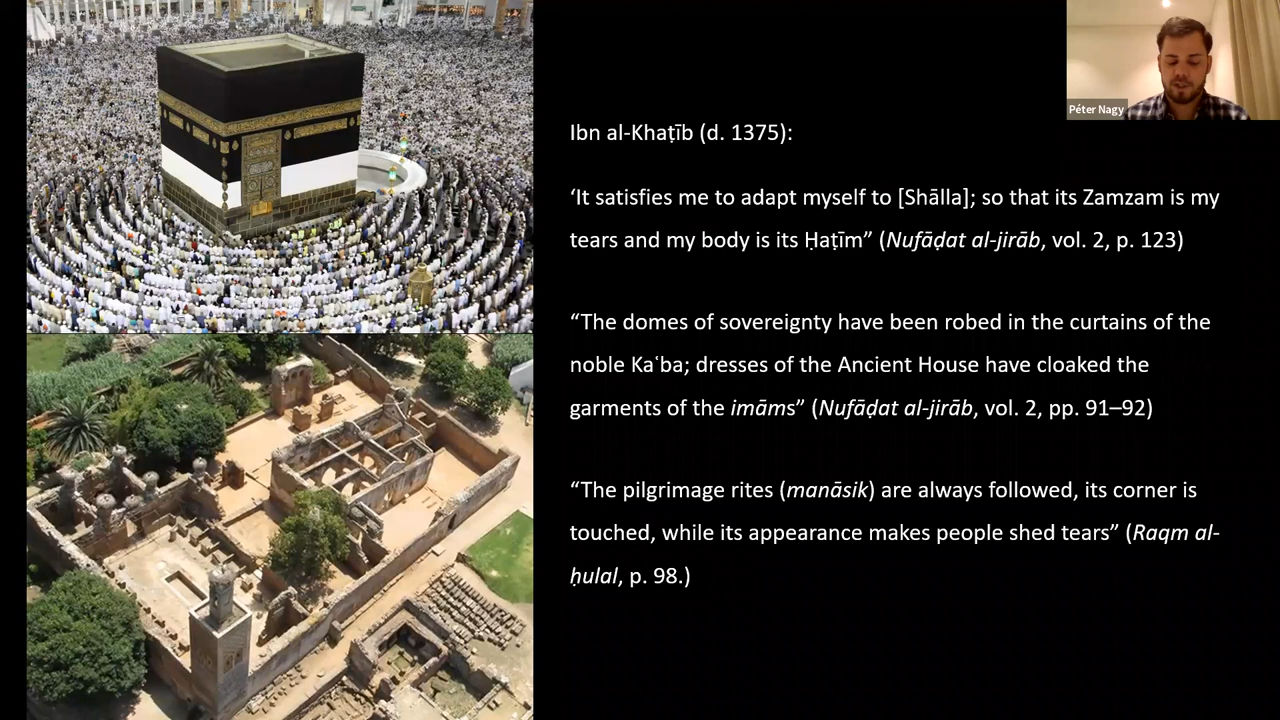 Péter Nagy
Ibn al-Khaṭīb (d. 1375):
‘It satisfies me to adapt myself to [Shālla]; so that its Zamzam is my
tears and my body is its Ḥaṭīm” (Nufāḍat al-jirāb, vol. 2, p. 123)
“The domes of sovereignty have been robed in the curtains of the
noble Kaʿba; dresses of the Ancient House have cloaked the
garments of the imāms” (Nufāḍat al-jirāb, vol. 2, pp. 91–92)
“The pilgrimage rites (manāsik) are always followed, its corner is
touched, while its appearance makes people shed tears” (Raqm al-
ḥulal, p. 98.)